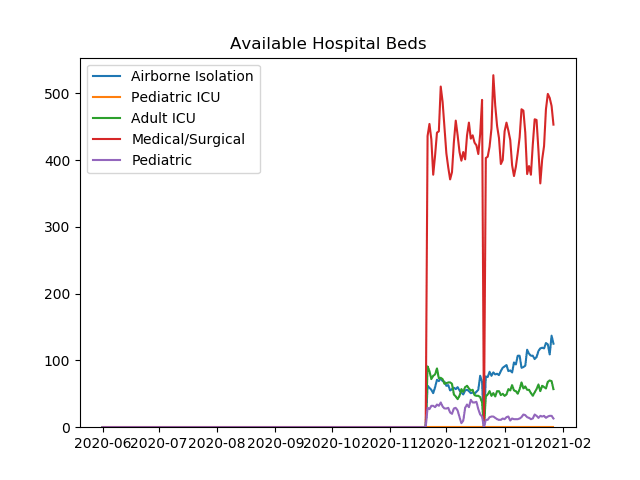 Available Hospital Beds
Airborne Isolation
Pediatric ICU
Adult ICU
Medical/Surgical
Pediatric
500
400
300
200
100
0
2020-06 2020-07 2020-08 2020-09 2020-10 2020-11 2020-12 2021-01 2021-02